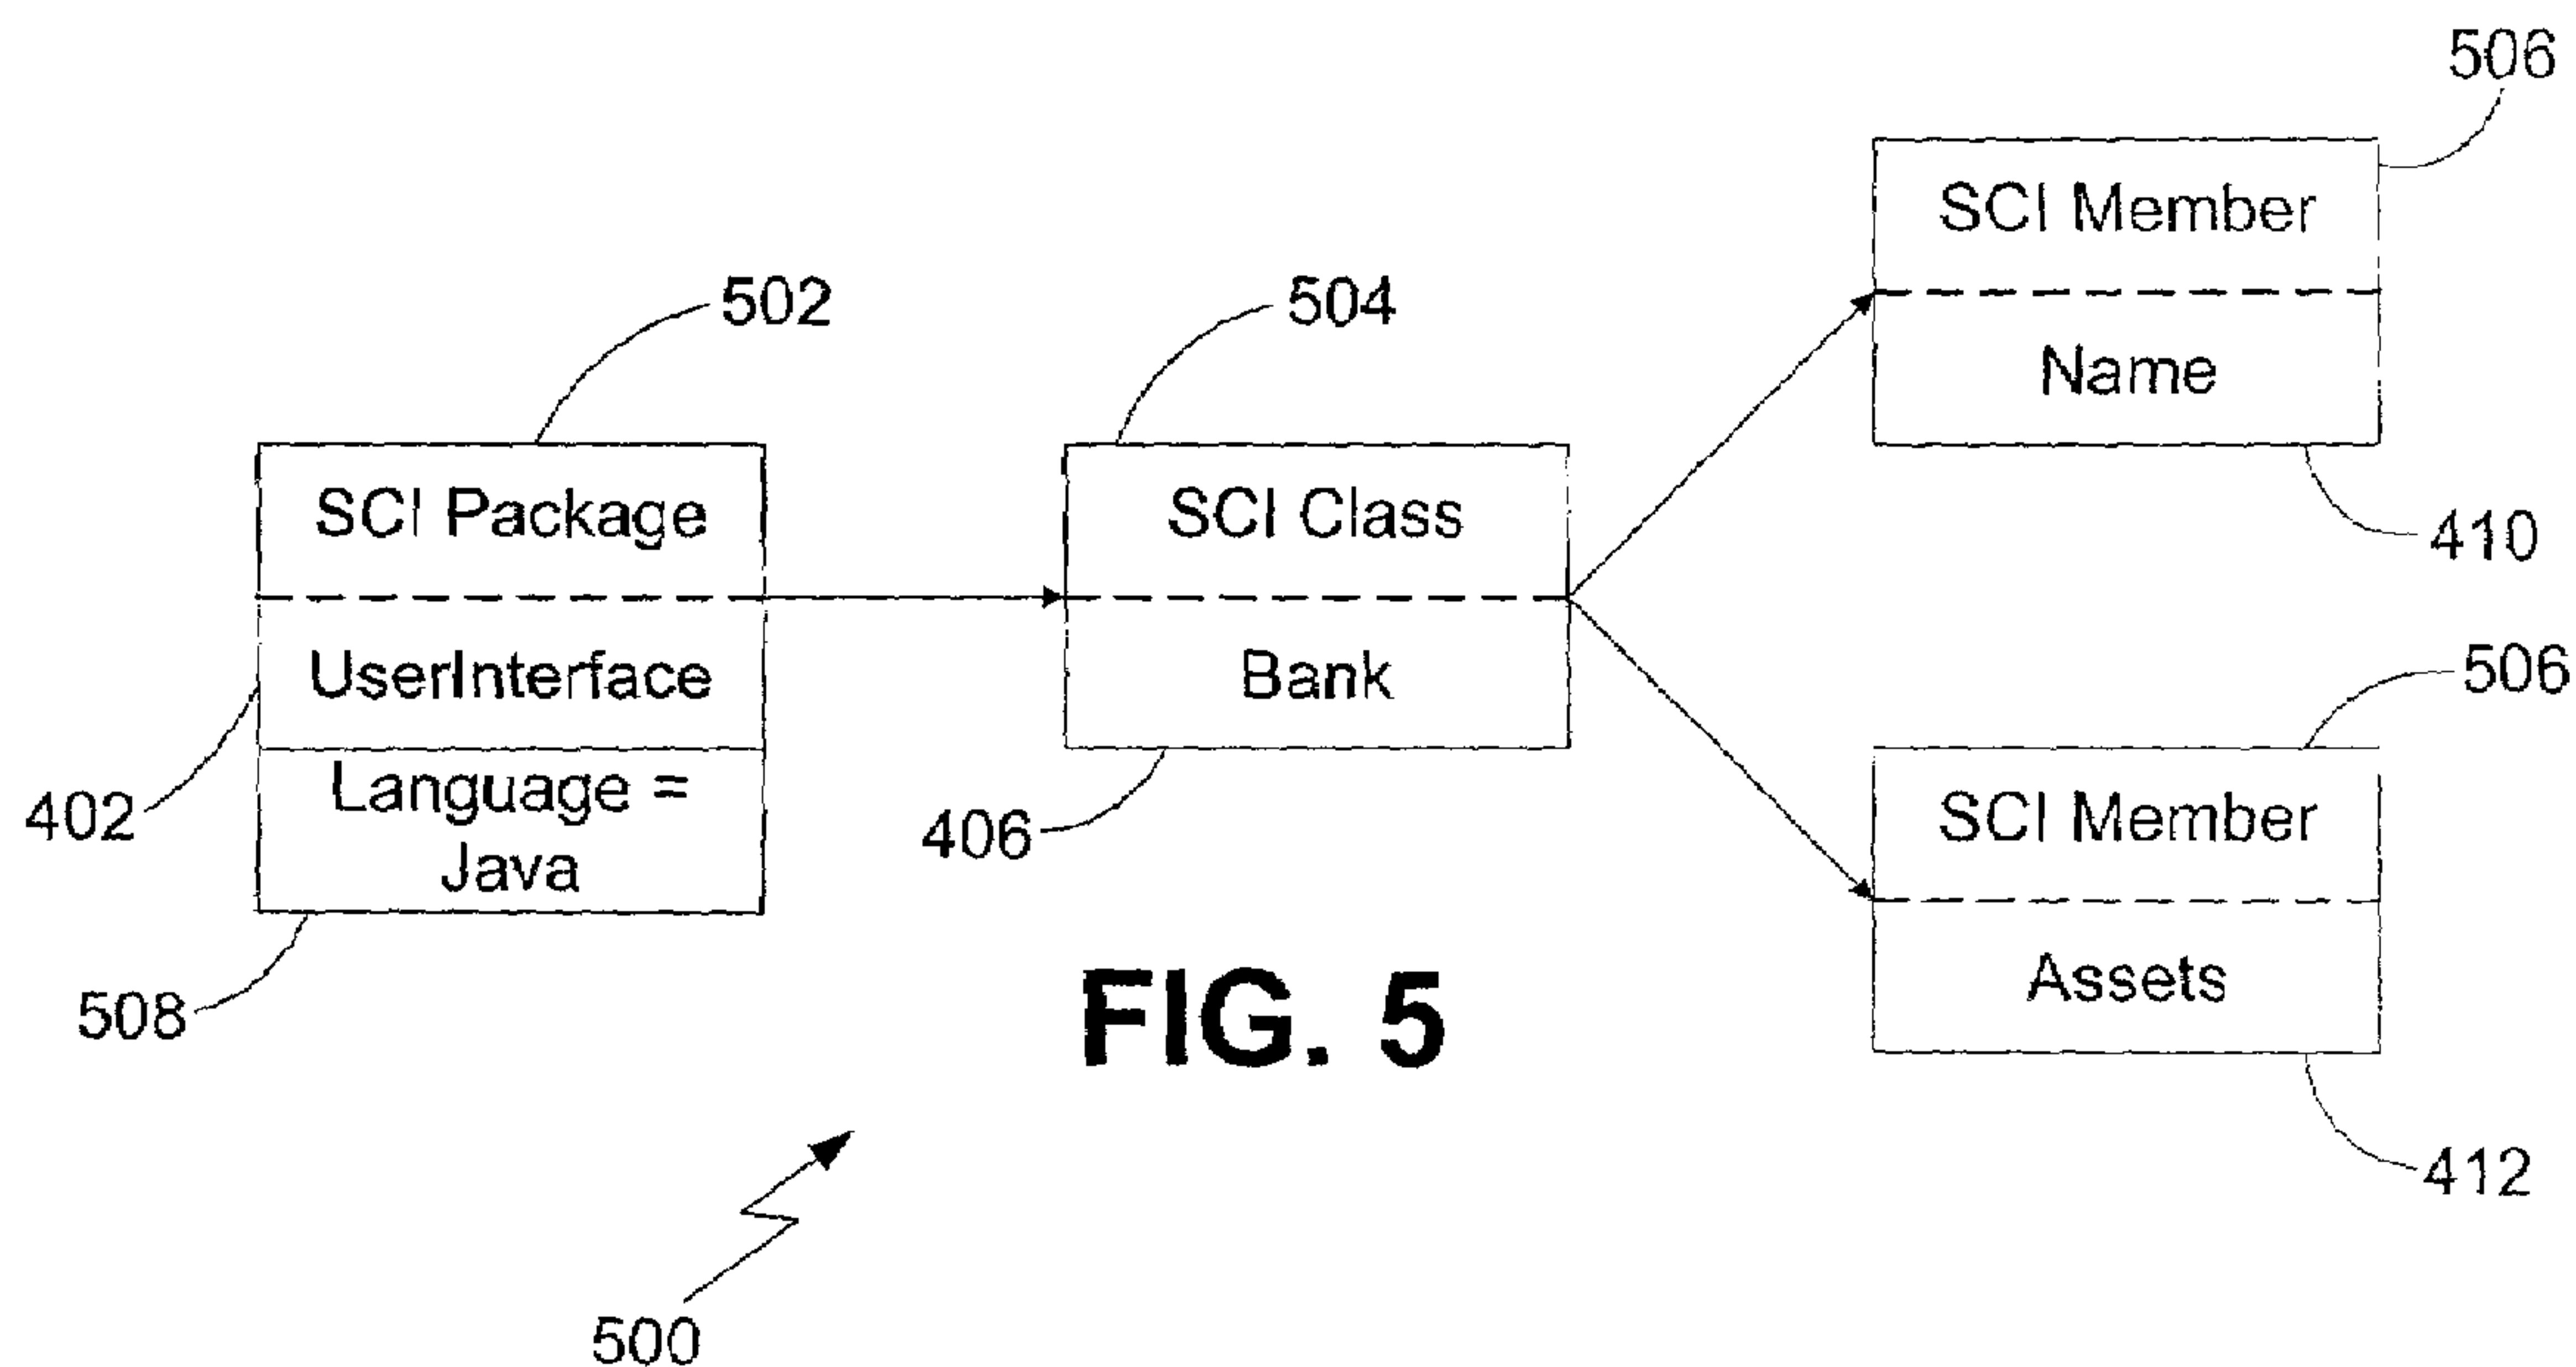 506
SCI Member
Name
410
502
SCI Package
UserInterface
Language =
Java
402
508
504
SCI Class
Bank
406
506
SCI Member
Assets
412
FIG. 5
500